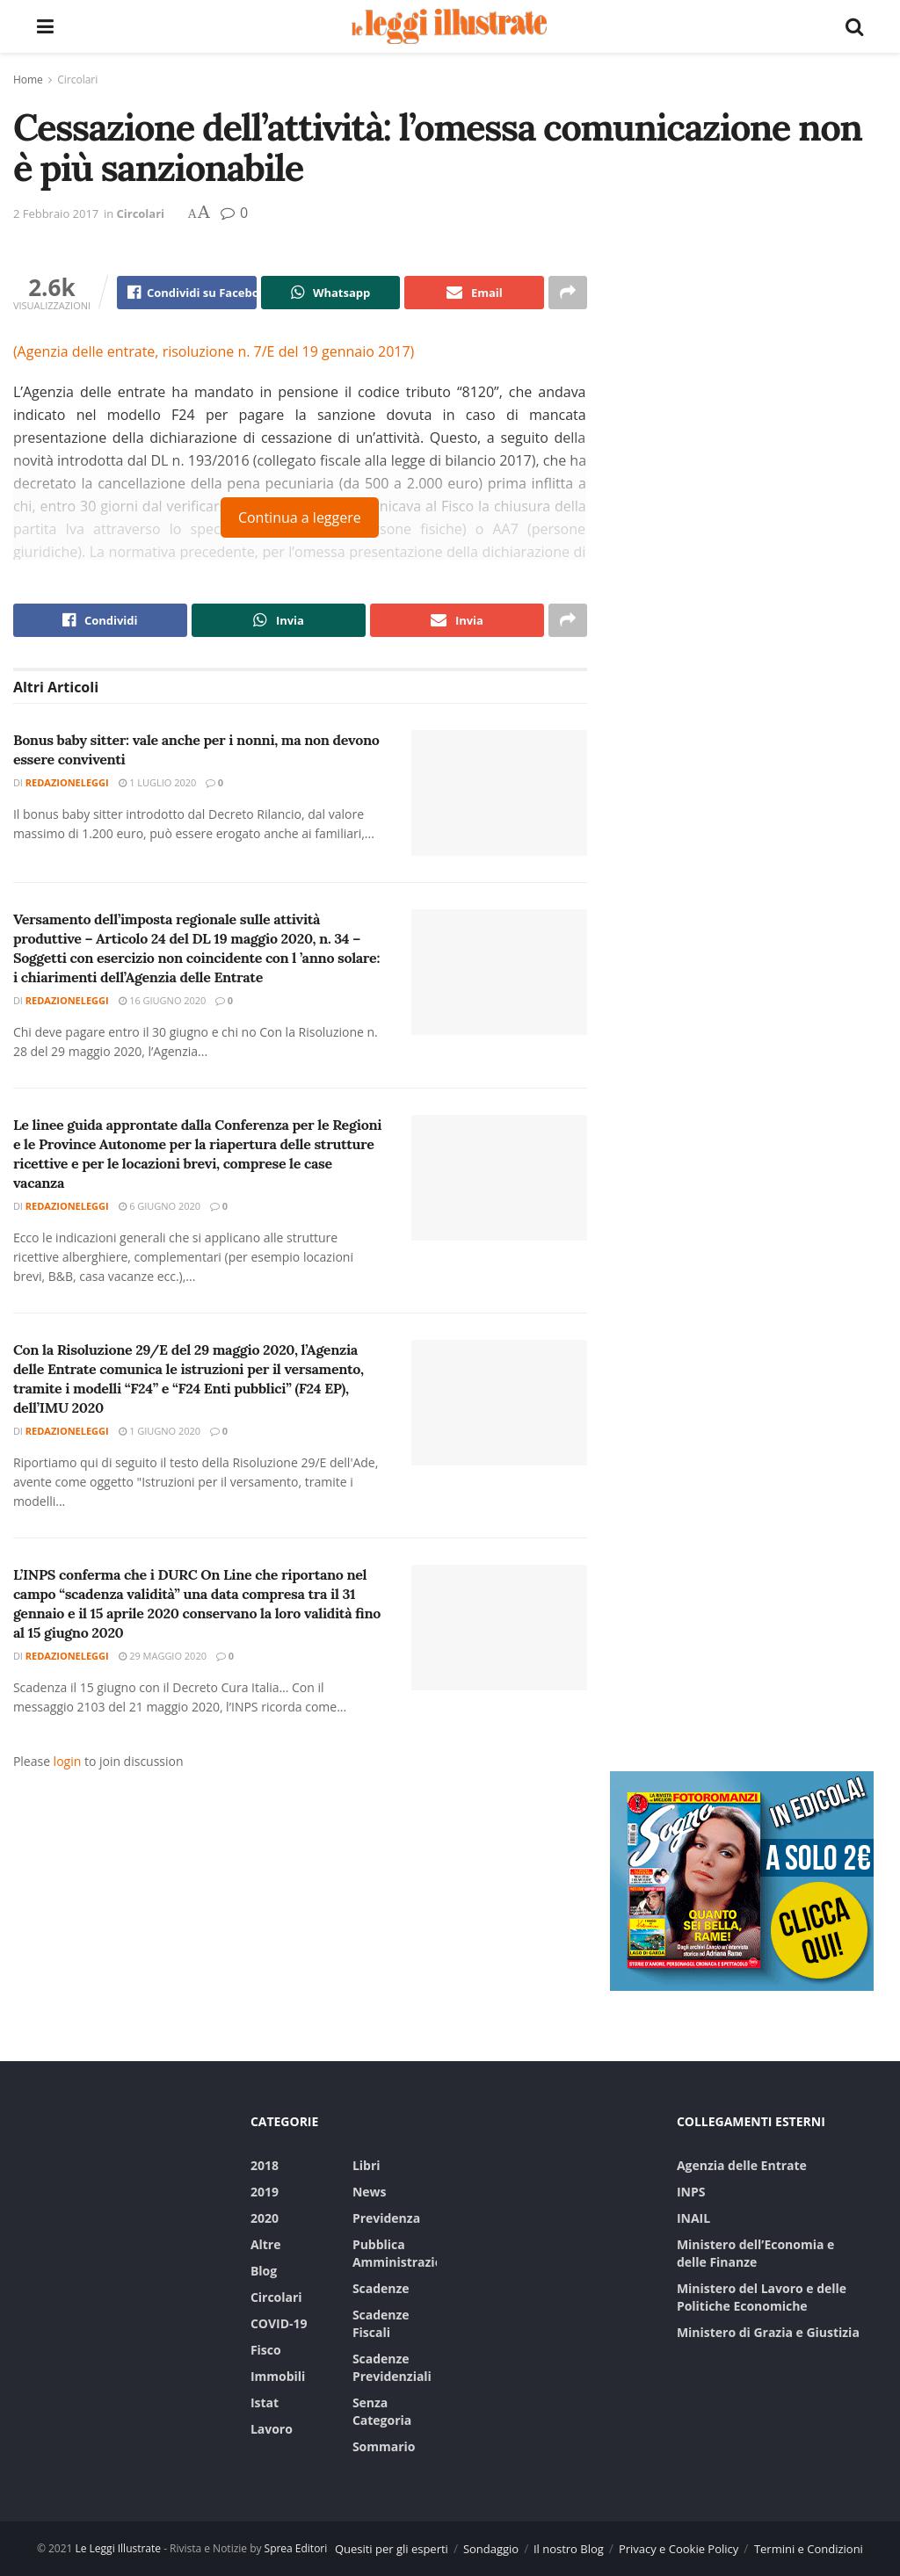 le leggi illustrate
Home > Circolari
Cessazione dell’attività: l’omessa comunicazione non
è più sanzionabile
2 Febbraio 2017 in Circolari AA 0
2.6k
VISUALIZZAZIONI
Condividi su Facebo
Whatsapp
Email
(Agenzia delle entrate, risoluzione n. 7/E del 19 gennaio 2017)
L’Agenzia delle entrate ha mandato in pensione il codice tributo “8120”, che andava
indicato nel modello F24 per pagare la sanzione dovuta in caso di mancata
presentazione della dichiarazione di cessazione di un’attività. Questo, a seguito della
novità introdotta dal DL n. 193/2016 (collegato fiscale alla legge di bilancio 2017), che ha
decretato la cancellazione della pena pecuniaria (da 500 a 2.000 euro) prima inflitta a
chi, entro 30 giorni dal verificar nicava al Fisco la chiusura della
partita Iva attraverso lo spec sone fisiche) o AA7 (persone
giuridiche). La normativa precedente, per l’omessa presentazione della dichiarazione di
Continua a leggere
Condividi
Invia
Invia
Altri Articoli
Bonus baby sitter: vale anche per i nonni, ma non devono
essere conviventi
DI REDAZIONELEGGI 1 LUGLIO 2020 0
Il bonus baby sitter introdotto dal Decreto Rilancio, dal valore
massimo di 1.200 euro, può essere erogato anche ai familiari,...
Versamento dell’imposta regionale sulle attività
produttive – Articolo 24 del DL 19 maggio 2020, n. 34 –
Soggetti con esercizio non coincidente con l ’anno solare:
i chiarimenti dell’Agenzia delle Entrate
DI REDAZIONELEGGI 16 GIUGNO 2020 0
Chi deve pagare entro il 30 giugno e chi no Con la Risoluzione n.
28 del 29 maggio 2020, l’Agenzia...
Le linee guida approntate dalla Conferenza per le Regioni
e le Province Autonome per la riapertura delle strutture
ricettive e per le locazioni brevi, comprese le case
vacanza
DI REDAZIONELEGGI 6 GIUGNO 2020 0
Ecco le indicazioni generali che si applicano alle strutture
ricettive alberghiere, complementari (per esempio locazioni
brevi, B&B, casa vacanze ecc.),...
Con la Risoluzione 29/E del 29 maggio 2020, l’Agenzia
delle Entrate comunica le istruzioni per il versamento,
tramite i modelli “F24” e “F24 Enti pubblici” (F24 EP),
dell’IMU 2020
DI REDAZIONELEGGI 1 GIUGNO 2020 0
Riportiamo qui di seguito il testo della Risoluzione 29/E dell'Ade,
avente come oggetto "Istruzioni per il versamento, tramite i
modelli...
L’INPS conferma che i DURC On Line che riportano nel
campo “scadenza validità” una data compresa tra il 31
gennaio e il 15 aprile 2020 conservano la loro validità fino
al 15 giugno 2020
DI REDAZIONELEGGI 29 MAGGIO 2020 0
Scadenza il 15 giugno con il Decreto Cura Italia... Con il
messaggio 2103 del 21 maggio 2020, l’INPS ricorda come...
Please login to join discussion
FOTOROMANZI
Sogno
QUANTO
SEI BELLA,
RAME!
LAGO DI GARDA
STORIE D'AMORE, PERSONAGGI, CRONACA E SPETTACOLO
IN EDICOLA!
A SOLO 2€
CLICCA
QUI!
CATEGORIE
2018
2019
2020
Altre
Blog
Circolari
COVID-19
Fisco
Immobili
Istat
Lavoro
Libri
News
Previdenza
Pubblica
Amministrazi
Scadenze
Scadenze
Fiscali
Scadenze
Previdenziali
Senza
Categoria
Sommario
COLLEGAMENTI ESTERNI
Agenzia delle Entrate
INPS
INAIL
Ministero dell’Economia e
delle Finanze
Ministero del Lavoro e delle
Politiche Economiche
Ministero di Grazia e Giustizia
© 2021 Le Leggi Illustrate - Rivista e Notizie by Sprea Editori
Quesiti per gli esperti / Sondaggio / Il nostro Blog / Privacy e Cookie Policy / Termini e Condizioni